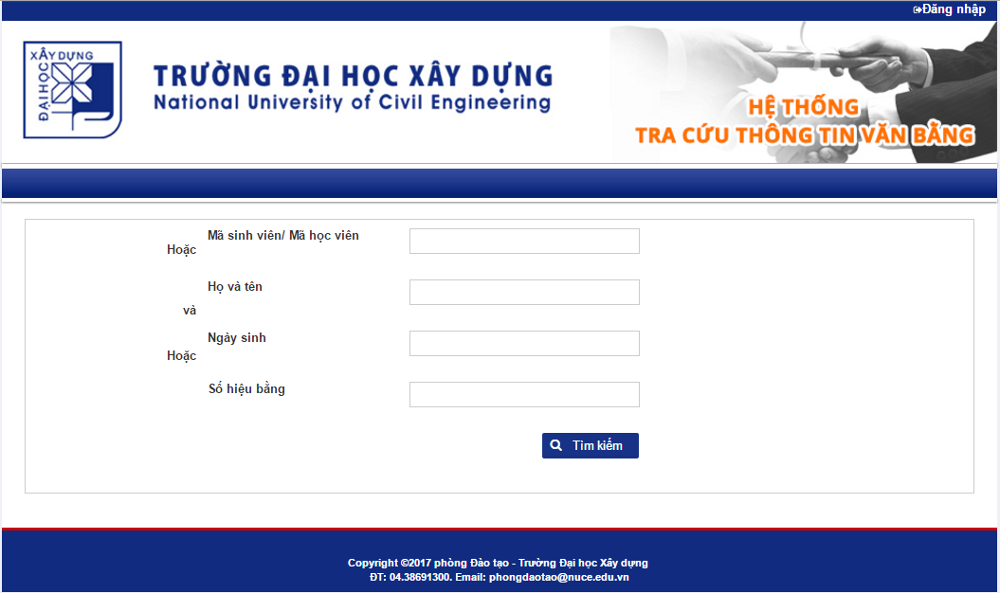 Đăng nhập
XÂY DỰNG
ĐẠI HỌC
TRƯỜNG ĐẠI HỌC XÂY DỰNG
National University of Civil Engineering
HỆ THỐNG
TRA CỨU THÔNG TIN VĂN BẰNG
Mã sinh viên/ Mã học viên
Hoặc
Họ và tên
và
Ngày sinh
Hoặc
Số hiệu bằng
Tìm kiếm
Copyright ©2017 phòng Đào tạo - Trường Đại học Xây dựng
ĐT: 04.38691300. Email: phongdaotao@nuce.edu.vn